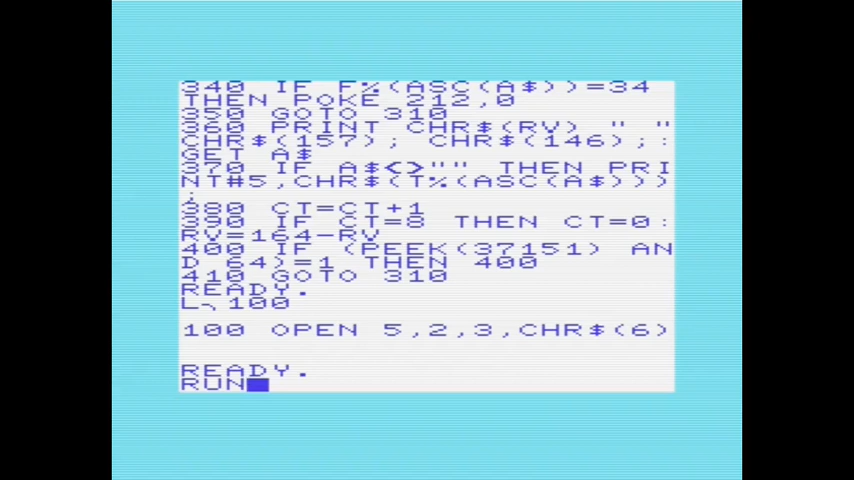 340 IF F%(ASC(A$))=34
THEN POKE 212,0
350 GOTO 310
360 PRINT CHR$(RV) " "
CHR$(157); CHR$(146);:
GET A$
370 IF A$<>"" THEN PRI
NT#5,CHR$(T%(ASC(A$)))
;
380 CT=CT+1
390 IF CT=8 THEN CT=0:
RV=164-RV
400 IF (PEEK(37151) AN
D 64)=1 THEN 400
410 GOTO 310
READY.
L╮100
100 OPEN 5,2,3,CHR$(6)
READY.
RUN